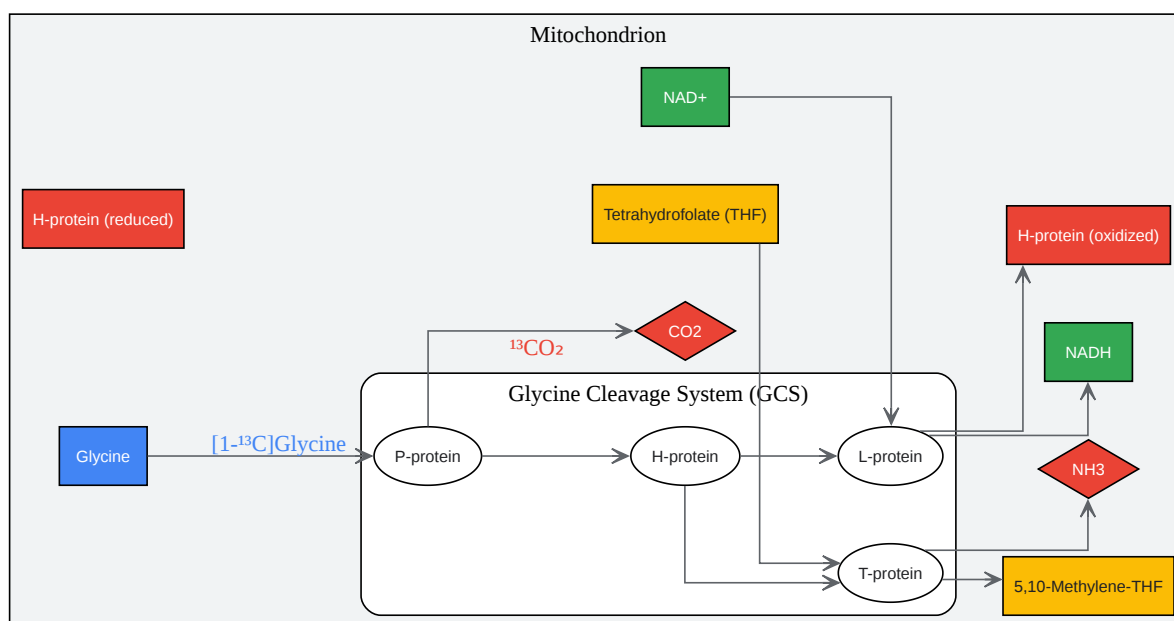 Mitochondrion
NAD+
H-protein (reduced)
Tetrahydrofolate (THF)
H-protein (oxidized)
CO2
¹³CO₂
NADH
Glycine Cleavage System (GCS)
Glycine
[1-¹³C]Glycine
P-protein
H-protein
L-protein
NH3
T-protein
5,10-Methylene-THF